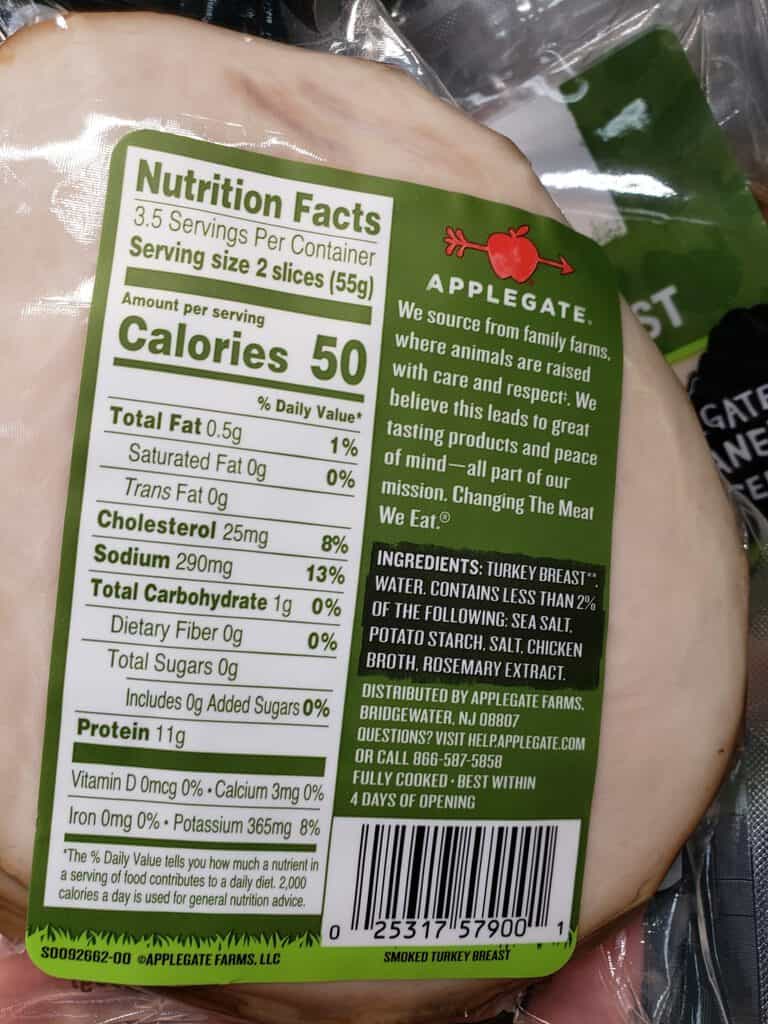 Nutrition Facts
3.5 Servings Per Container
Serving size 2 slices (55g)
Amount per serving
Calories 50
% Daily Value*
Total Fat 0.5g 1%
Saturated Fat 0g 0%
Trans Fat 0g
Cholesterol 25mg 8%
Sodium 290mg 13%
Total Carbohydrate 1g 0%
Dietary Fiber 0g 0%
Total Sugars 0g
Includes 0g Added Sugars 0%
Protein 11g
Vitamin D 0mcg 0% • Calcium 3mg 0%
Iron 0mg 0% • Potassium 365mg 8%
*The % Daily Value tells you how much a nutrient in
a serving of food contributes to a daily diet. 2,000
calories a day is used for general nutrition advice.
S0092662-00 ©APPLEGATE FARMS, LLC
APPLEGATE®
We source from family farms,
where animals are raised
with care and respect‡. We
believe this leads to great
tasting products and peace
of mind—all part of our
mission. Changing The Meat
We Eat.®
INGREDIENTS: TURKEY BREAST**,
WATER. CONTAINS LESS THAN 2%
OF THE FOLLOWING: SEA SALT,
POTATO STARCH, SALT, CHICKEN
BROTH, ROSEMARY EXTRACT.
DISTRIBUTED BY APPLEGATE FARMS,
BRIDGEWATER, NJ 08807
QUESTIONS? VISIT HELP.APPLEGATE.COM
OR CALL 866-587-5858
FULLY COOKED • BEST WITHIN
4 DAYS OF OPENING
0 25317 57900 1
SMOKED TURKEY BREAST
ST
GATE